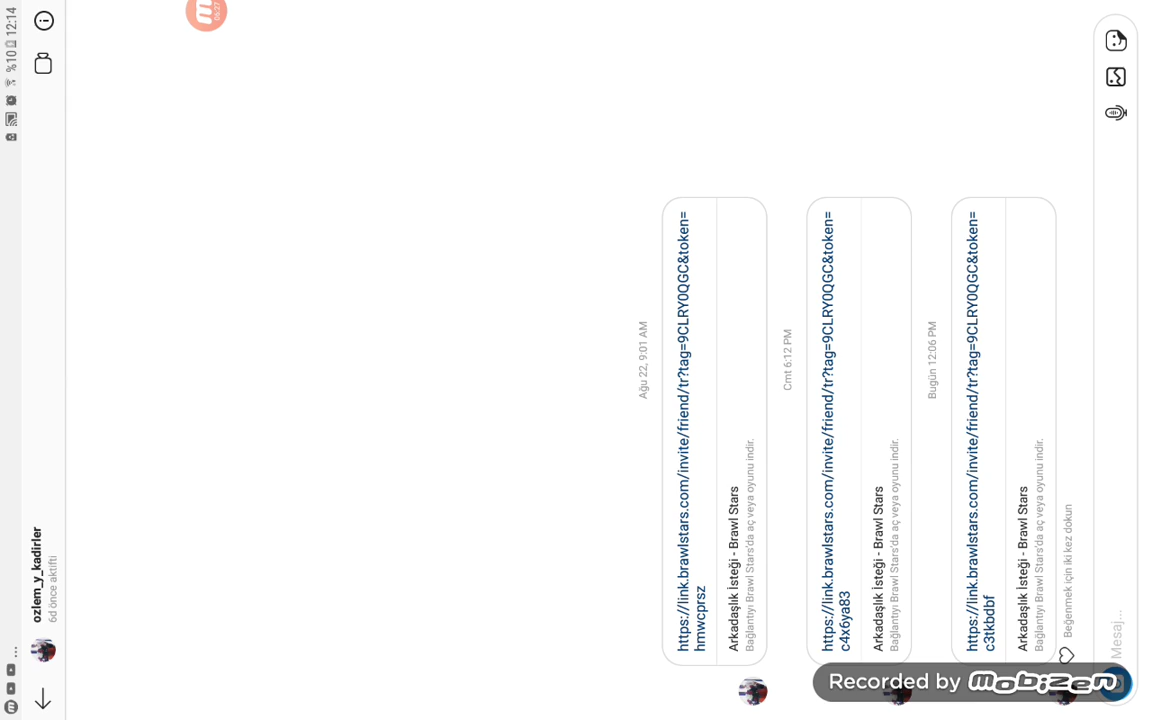 %10 12:14
ozlem_y_kadirler
6d önce aktifti
m
06:27
Ağu 22, 9:01 AM
https://link.brawlstars.com/invite/friend/tr?tag=9CLRY0QGC&token=
hmwcprsz
Arkadaşlık İsteği - Brawl Stars
Bağlantıyı Brawl Stars'da aç veya oyunu indir.
Cmt 6:12 PM
https://link.brawlstars.com/invite/friend/tr?tag=9CLRY0QGC&token=
c4x6ya83
Arkadaşlık İsteği - Brawl Stars
Bağlantıyı Brawl Stars'da aç veya oyunu indir.
Bugün 12:06 PM
https://link.brawlstars.com/invite/friend/tr?tag=9CLRY0QGC&token=
c3tkbdbf
Arkadaşlık İsteği - Brawl Stars
Bağlantıyı Brawl Stars'da aç veya oyunu indir.
Beğenmek için iki kez dokun
Mesaj...
Recorded by mobizen